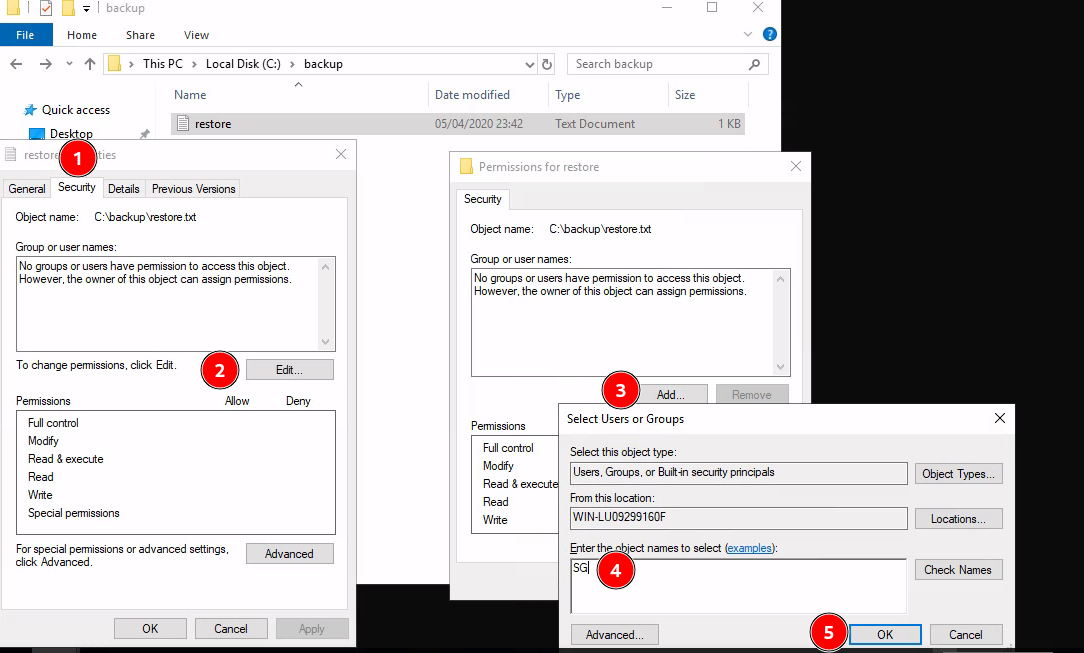 backup
File Home Share View
This PC Local Disk (C:) backup
Search backup
Quick access
Desktop
Name Date modified Type Size
restore 05/04/2020 23:42 Text Document 1 KB
1
General Security Details Previous Versions
Object name: C:\backup\restore.txt
Group or user names:
No groups or users have permission to access this object.
However, the owner of this object can assign permissions.
To change permissions, click Edit.
2
Edit...
Permissions Allow Deny
Full control
Modify
Read & execute
Read
Write
Special permissions
For special permissions or advanced settings,
click Advanced.
Advanced
OK Cancel Apply
Permissions for restore
Security
Object name: C:\backup\restore.txt
Group or user names:
No groups or users have permission to access this object.
However, the owner of this object can assign permissions.
3
Add... Remove
Permissions
Full control
Modify
Read & execute
Read
Write
Select Users or Groups
Select this object type:
Users, Groups, or Built-in security principals
Object Types...
From this location:
WIN-LU09299160F
Locations...
Enter the object names to select (examples):
SG
4
Check Names
Advanced...
5
OK Cancel